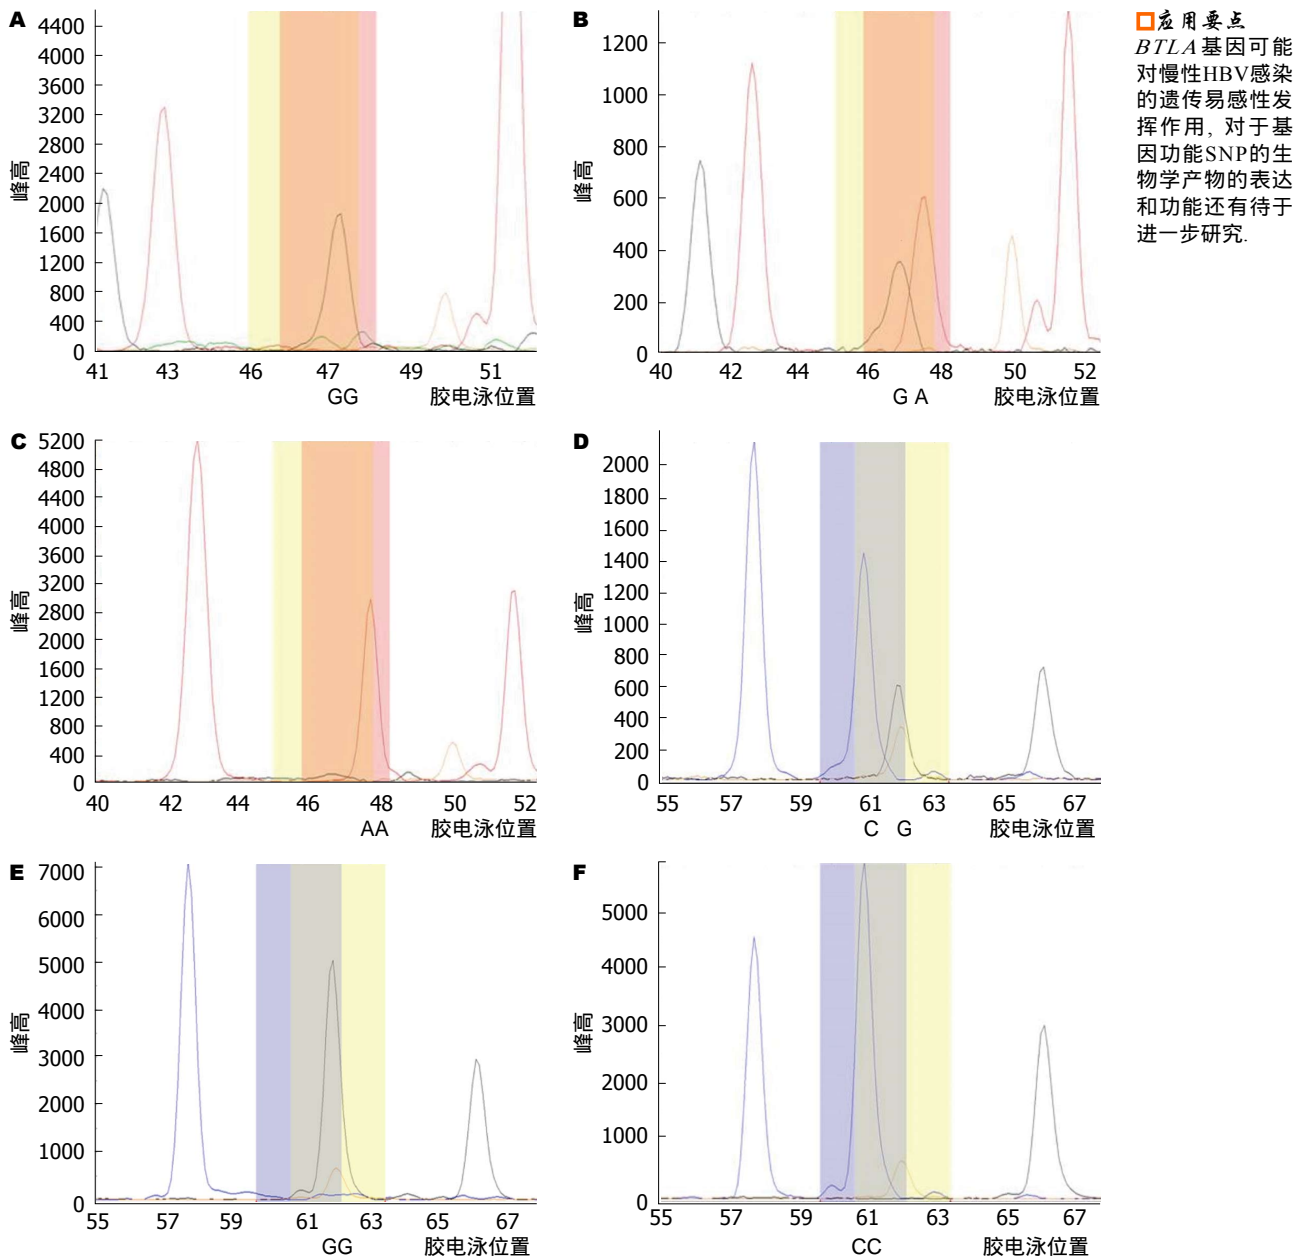 A
4400
4000
3600
3200
2800
2400
2000
1600
1200
800
400
0
峰高
41 43 46 47 49 51
GG 胶电泳位置
B
1200
1000
800
600
400
200
0
峰高
40 42 44 46 48 50 52
G A 胶电泳位置
□应用要点
BTLA基因可能
对慢性HBV感染
的遗传易感性发
挥作用, 对于基
因功能SNP的生
物学产物的表达
和功能还有待于
进一步研究.
C
5200
4800
4400
4000
3600
3200
2800
2000
1600
1200
800
400
0
峰高
40 42 44 46 48 50 52
AA 胶电泳位置
D
2000
1800
1600
1400
1200
1000
800
600
400
200
0
峰高
55 57 59 61 63 65 67
C G 胶电泳位置
E
7000
6000
5000
4000
3000
2000
1000
0
峰高
55 57 59 61 63 65 67
GG 胶电泳位置
F
5000
4000
3000
2000
1000
0
峰高
55 57 59 61 63 65 67
CC 胶电泳位置